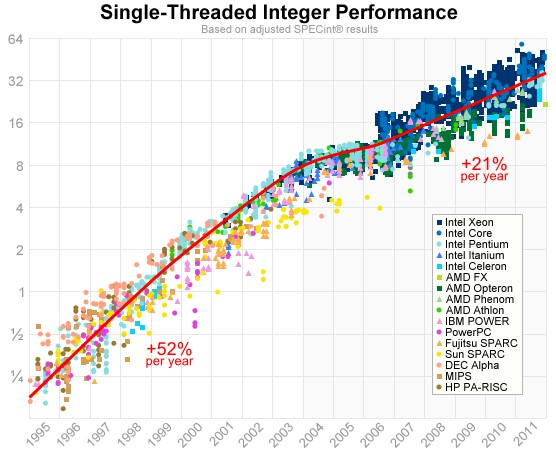 Single-Threaded Integer Performance
Based on adjusted SPECint® results
64
32
16
8
4
2
1
½
¼
+52%
per year
+21%
per year
Intel Xeon
Intel Core
Intel Pentium
Intel Itanium
Intel Celeron
AMD FX
AMD Opteron
AMD Phenom
AMD Athlon
IBM POWER
PowerPC
Fujitsu SPARC
Sun SPARC
DEC Alpha
MIPS
HP PA-RISC
1995
1996
1997
1998
1999
2000
2001
2002
2003
2004
2005
2006
2007
2008
2009
2010
2011